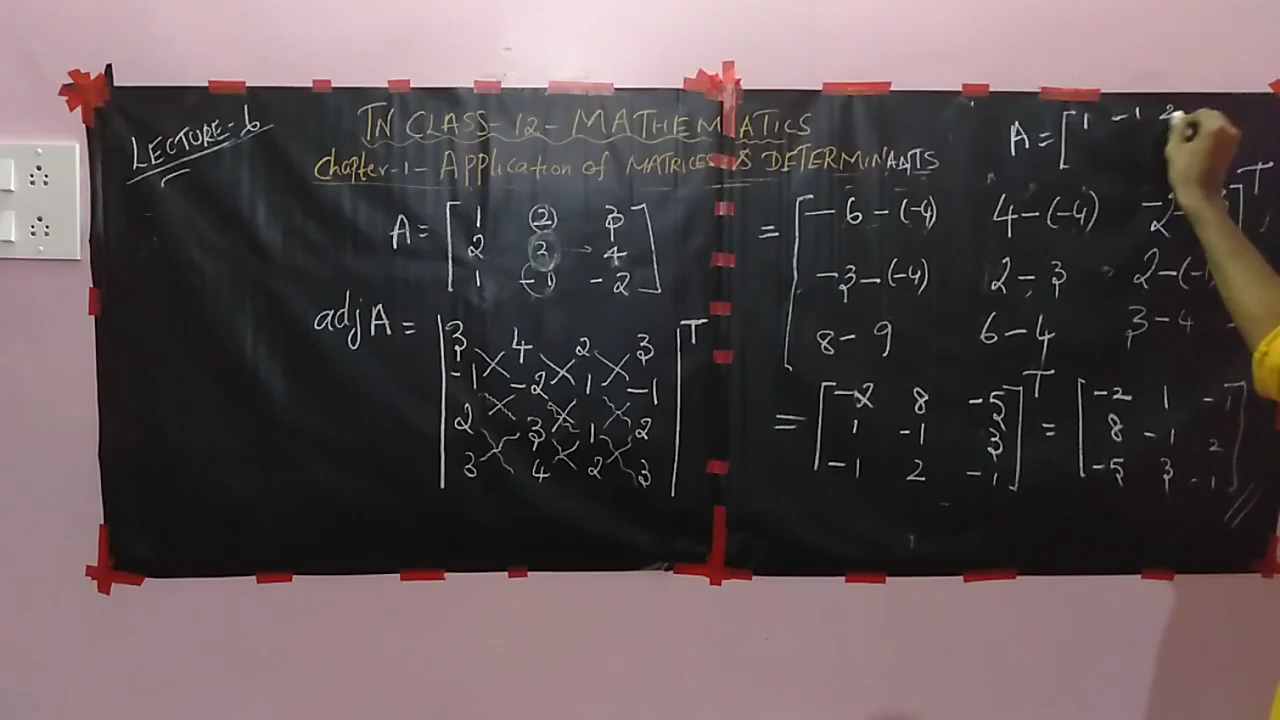 LECTURE-6
TN CLASS-12-MATHEMATICS
Chapter-1-Application of MATRICES & DETERMINANTS
A = [1 2 3
2 3 → 4
1 -1 -2]
adj A = |3 4 2 3
-1 -2 1 -1
2 3 1 2
3 4 2 3|ᵀ
A = [1 -1 2
= [-6-(-4) 4-(-4) -2-
-3-(-4) 2-3 2-(-1
8-9 6-4 3-4]ᵀ
= [-2 8 -5
1 -1 3
-1 2 -1]ᵀ
= [-2 1 -1
8 -1 2
-5 3 -1]